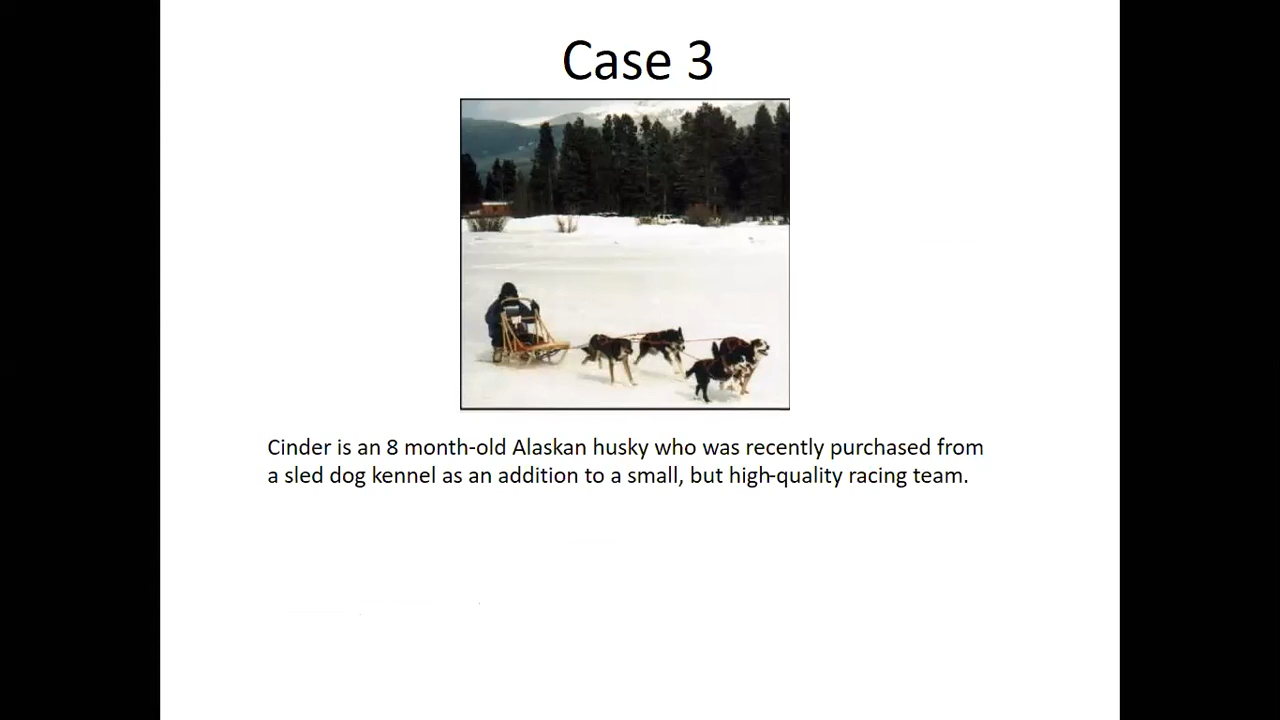 Case 3
Cinder is an 8 month-old Alaskan husky who was recently purchased from
a sled dog kennel as an addition to a small, but high-quality racing team.